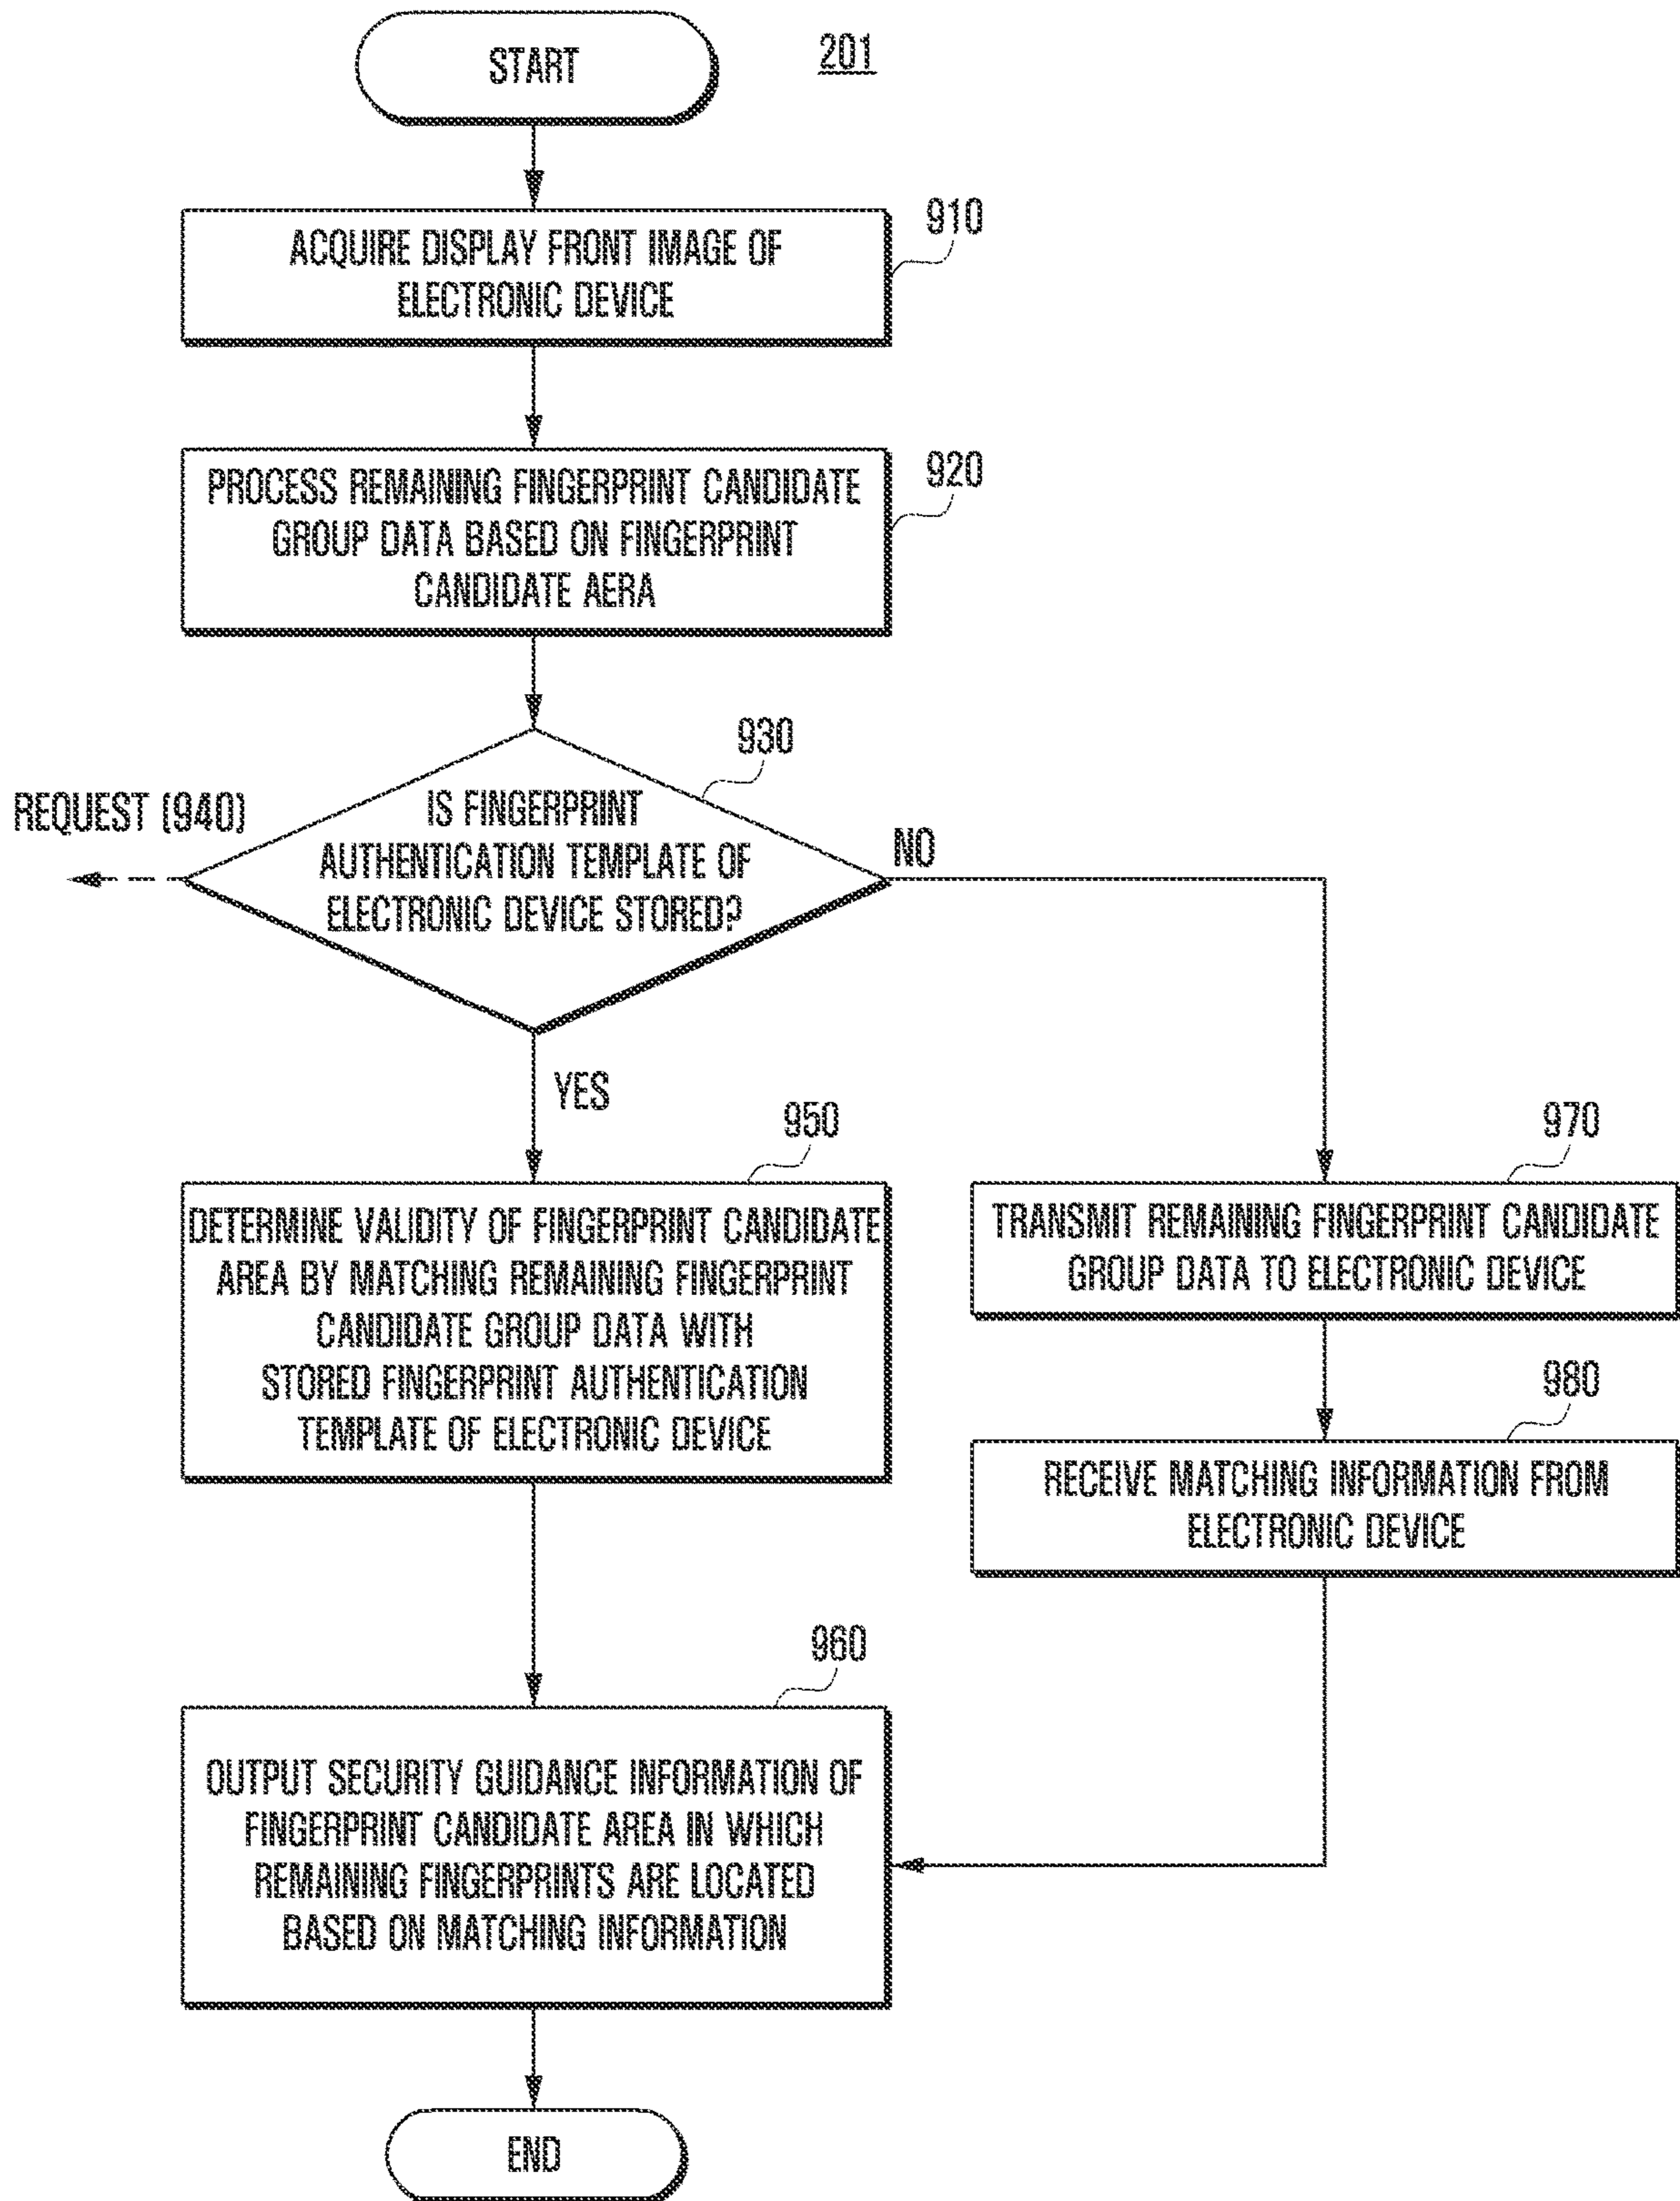 START
201
910
ACQUIRE DISPLAY FRONT IMAGE OF
ELECTRONIC DEVICE
920
PROCESS REMAINING FINGERPRINT CANDIDATE
GROUP DATA BASED ON FINGERPRINT
CANDIDATE AERA
930
REQUEST (940)
IS FINGERPRINT
AUTHENTICATION TEMPLATE OF
ELECTRONIC DEVICE STORED?
NO
YES
950
DETERMINE VALIDITY OF FINGERPRINT CANDIDATE
AREA BY MATCHING REMAINING FINGERPRINT
CANDIDATE GROUP DATA WITH
STORED FINGERPRINT AUTHENTICATION
TEMPLATE OF ELECTRONIC DEVICE
970
TRANSMIT REMAINING FINGERPRINT CANDIDATE
GROUP DATA TO ELECTRONIC DEVICE
980
RECEIVE MATCHING INFORMATION FROM
ELECTRONIC DEVICE
960
OUTPUT SECURITY GUIDANCE INFORMATION OF
FINGERPRINT CANDIDATE AREA IN WHICH
REMAINING FINGERPRINTS ARE LOCATED
BASED ON MATCHING INFORMATION
END